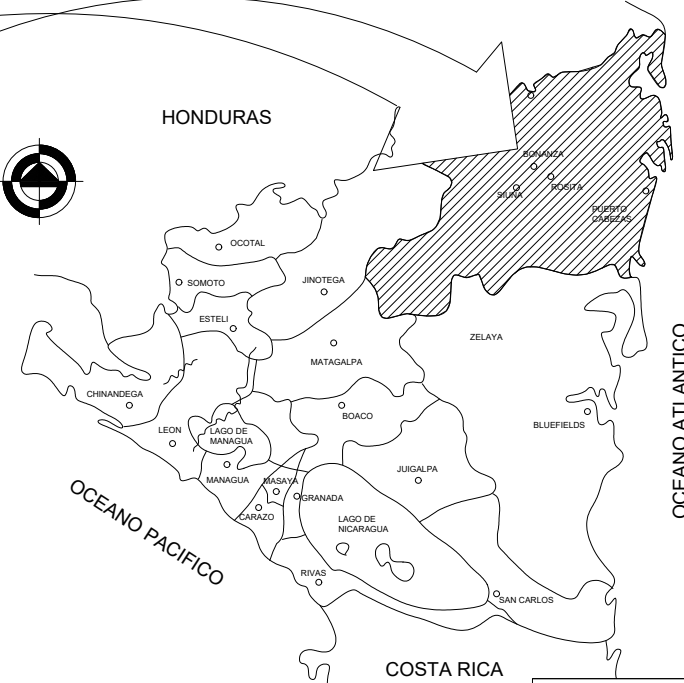 HONDURAS
BONANZA
SIUNA
ROSITA
PUERTO
CABEZAS
OCOTAL
SOMOTO
JINOTEGA
ESTELI
MATAGALPA
ZELAYA
CHINANDEGA
LEON
LAGO DE
MANAGUA
BOACO
BLUEFIELDS
MANAGUA
MASAYA
GRANADA
JUIGALPA
CARAZO
LAGO DE
NICARAGUA
RIVAS
SAN CARLOS
OCEANO PACIFICO
OCEANO ATLANTICO
COSTA RICA